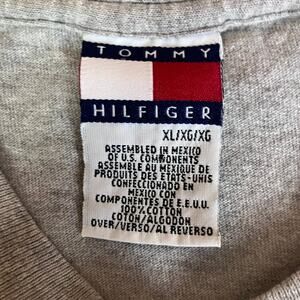 TOMMY
HILFIGER
XL/XG/XG
ASSEMBLED IN MEXICO
OF U.S. COMPONENTS
ASSEMBLE AU MEXIQUE DE
PRODUITS DES ETATS-UNIS
CONFECCIONADO EN
MEXICO CON
COMPONENTES DE E.E.U.U.
100% COTTON
COTON/ALGODON
OVER/VERSO/AL REVERSO